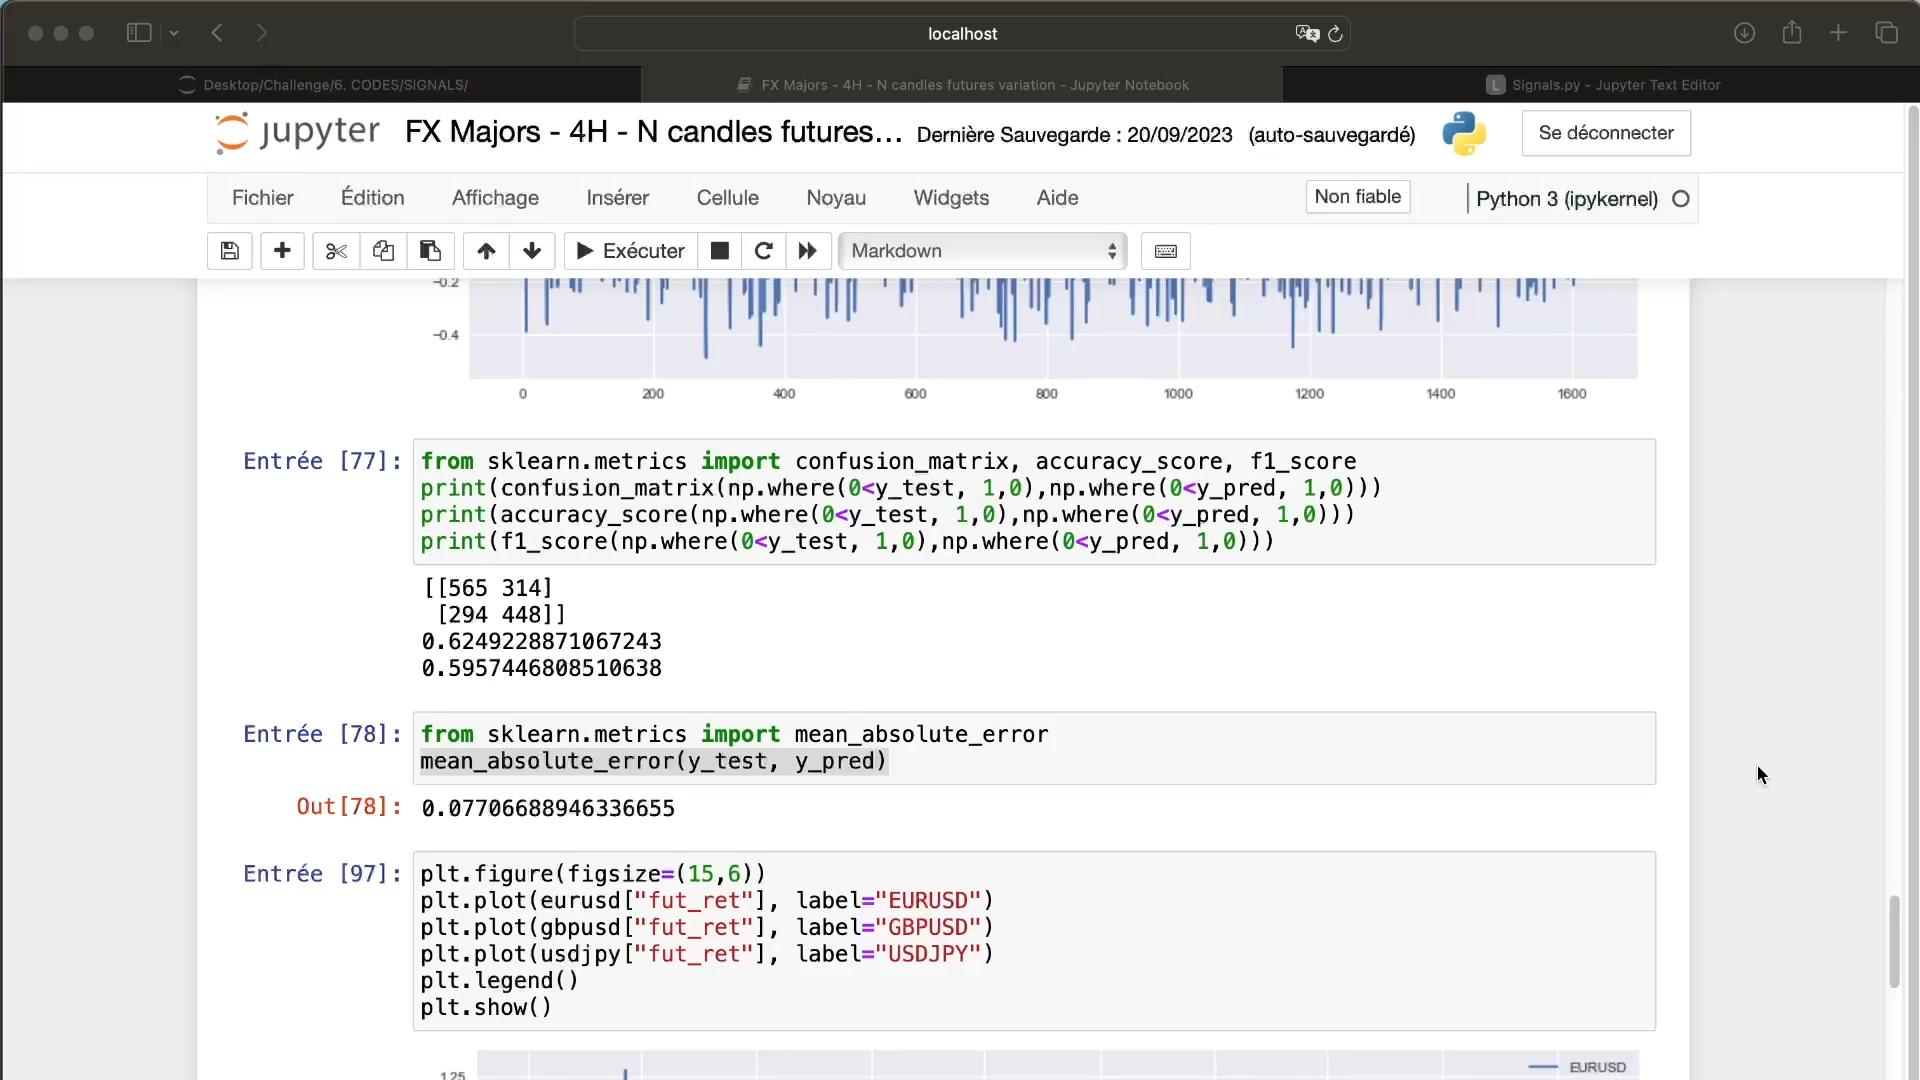 localhost
Desktop/Challenge/6. CODES/SIGNALS/
FX Majors - 4H - N candles futures variation - Jupyter Notebook
L Signals.py - Jupyter Text Editor
jupyter FX Majors - 4H - N candles futures... Dernière Sauvegarde : 20/09/2023 (auto-sauvegardé)
Se déconnecter
Fichier Édition Affichage Insérer Cellule Noyau Widgets Aide
Non fiable
Python 3 (ipykernel)
Exécuter
Markdown
-0.2
-0.4
0 200 400 600 800 1000 1200 1400 1600
Entrée [77]: from sklearn.metrics import confusion_matrix, accuracy_score, f1_score
print(confusion_matrix(np.where(0<y_test, 1,0),np.where(0<y_pred, 1,0)))
print(accuracy_score(np.where(0<y_test, 1,0),np.where(0<y_pred, 1,0)))
print(f1_score(np.where(0<y_test, 1,0),np.where(0<y_pred, 1,0)))
[[565 314]
[294 448]]
0.6249228871067243
0.5957446808510638
Entrée [78]: from sklearn.metrics import mean_absolute_error
mean_absolute_error(y_test, y_pred)
Out[78]: 0.07706688946336655
Entrée [97]: plt.figure(figsize=(15,6))
plt.plot(eurusd["fut_ret"], label="EURUSD")
plt.plot(gbpusd["fut_ret"], label="GBPUSD")
plt.plot(usdjpy["fut_ret"], label="USDJPY")
plt.legend()
plt.show()
1.25
EURUSD